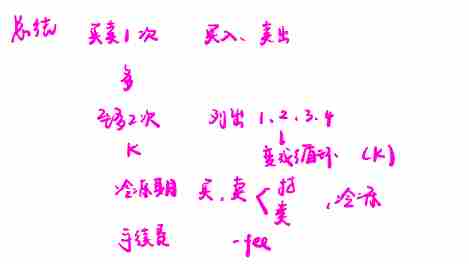 总结 买卖1次 买入、卖出
多
至多2次 列出 1、2、3、4
↓
K 变成循环 (K)
冷冻期 买、卖 < 持 卖 、冷冻
手续费 -fee